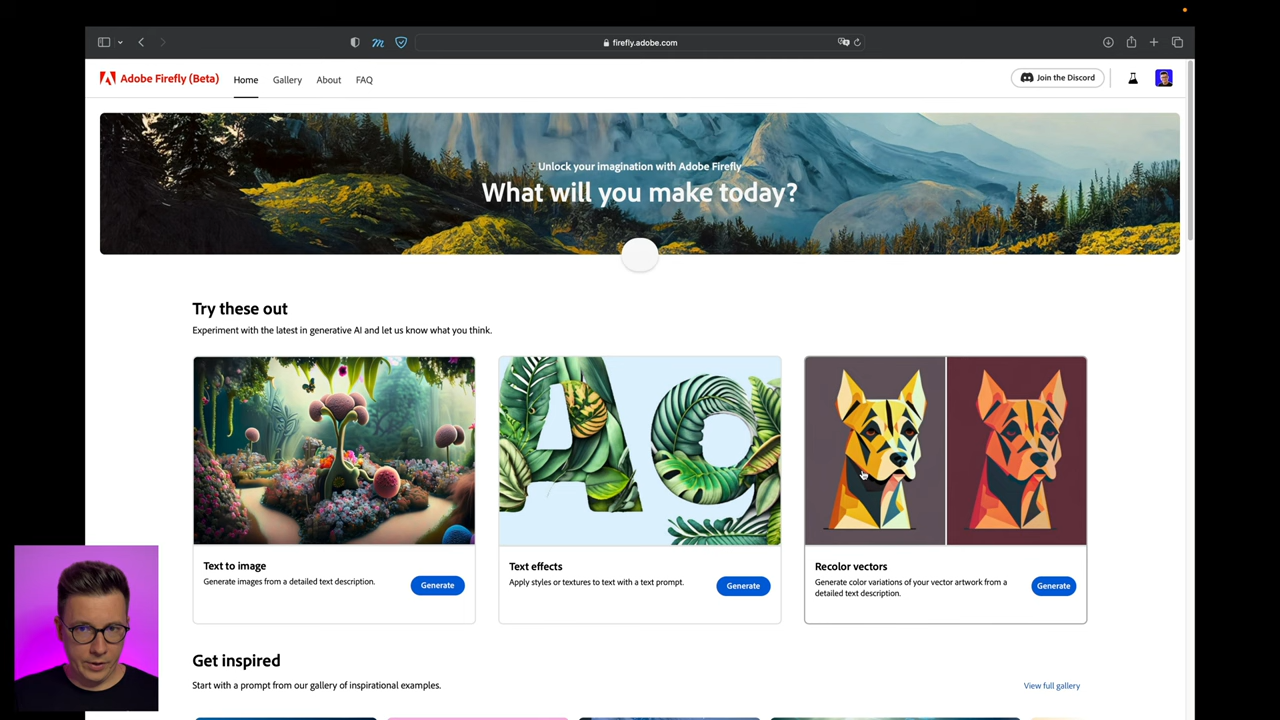 firefly.adobe.com
Adobe Firefly (Beta)
Home
Gallery
About
FAQ
Join the Discord
Unlock your imagination with Adobe Firefly
What will you make today?
Try these out
Experiment with the latest in generative AI and let us know what you think.
Ag
Text to image
Generate images from a detailed text description.
Generate
Text effects
Apply styles or textures to text with a text prompt.
Generate
Recolor vectors
Generate color variations of your vector artwork from a
detailed text description.
Generate
Get inspired
Start with a prompt from our gallery of inspirational examples.
View full gallery